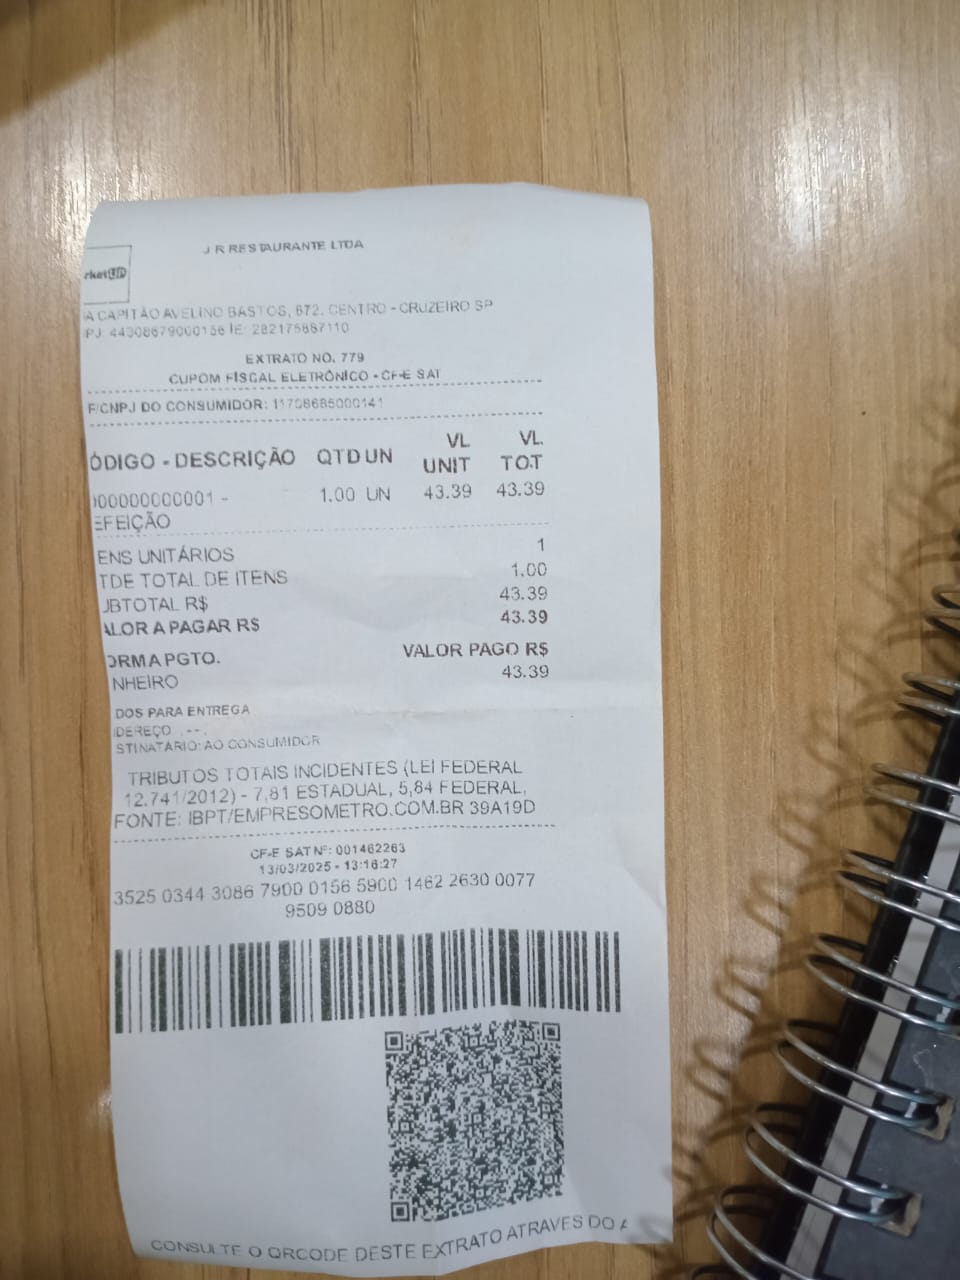 J R RESTAURANTE LTDA
rketUP
A CAPITÃO AVELINO BASTOS, 672, CENTRO - CRUZEIRO SP
PJ: 44308679000156 IE: 282175687110
EXTRATO NO. 779
CUPOM FISCAL ELETRÔNICO - CF-E SAT
F/CNPJ DO CONSUMIDOR: 11708685000141
ÓDIGO - DESCRIÇÃO QTD UN VL UNIT VL. TOT
000000000001 - 1.00 UN 43.39 43.39
EFEIÇÃO
ENS UNITÁRIOS 1
TDE TOTAL DE ITENS 1.00
UBTOTAL R$ 43.39
ALOR A PAGAR R$ 43.39
ORMA PGTO. VALOR PAGO R$
NHEIRO 43.39
DOS PARA ENTREGA
IDEREÇO: , -- ,
STINATÁRIO: AO CONSUMIDOR
TRIBUTOS TOTAIS INCIDENTES (LEI FEDERAL
12.741/2012) - 7,81 ESTADUAL, 5,84 FEDERAL,
FONTE: IBPT/EMPRESOMETRO.COM.BR 39A19D
CF-E SAT Nº: 001462263
13/03/2025 - 13:16:27
3525 0344 3086 7900 0156 5900 1462 2630 0077
9509 0880
CONSULTE O QRCODE DESTE EXTRATO ATRAVES DO A